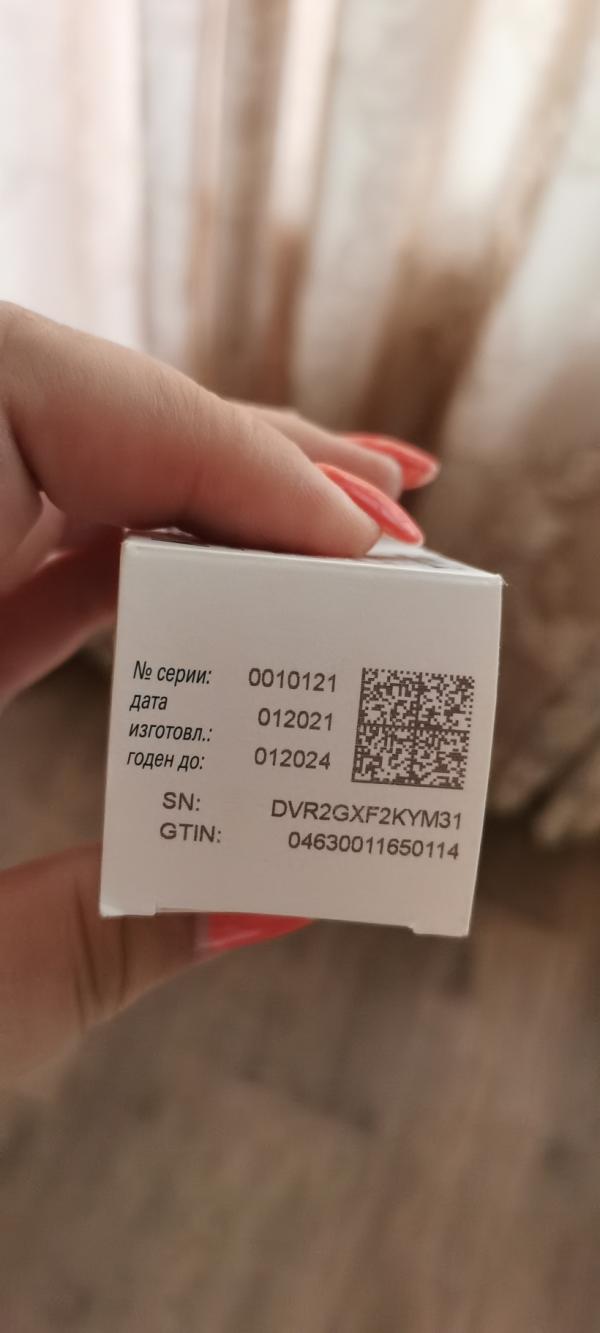 № серии: 0010121
дата
изготовл.: 012021
годен до: 012024
SN: DVR2GXF2KYM31
GTIN: 04630011650114